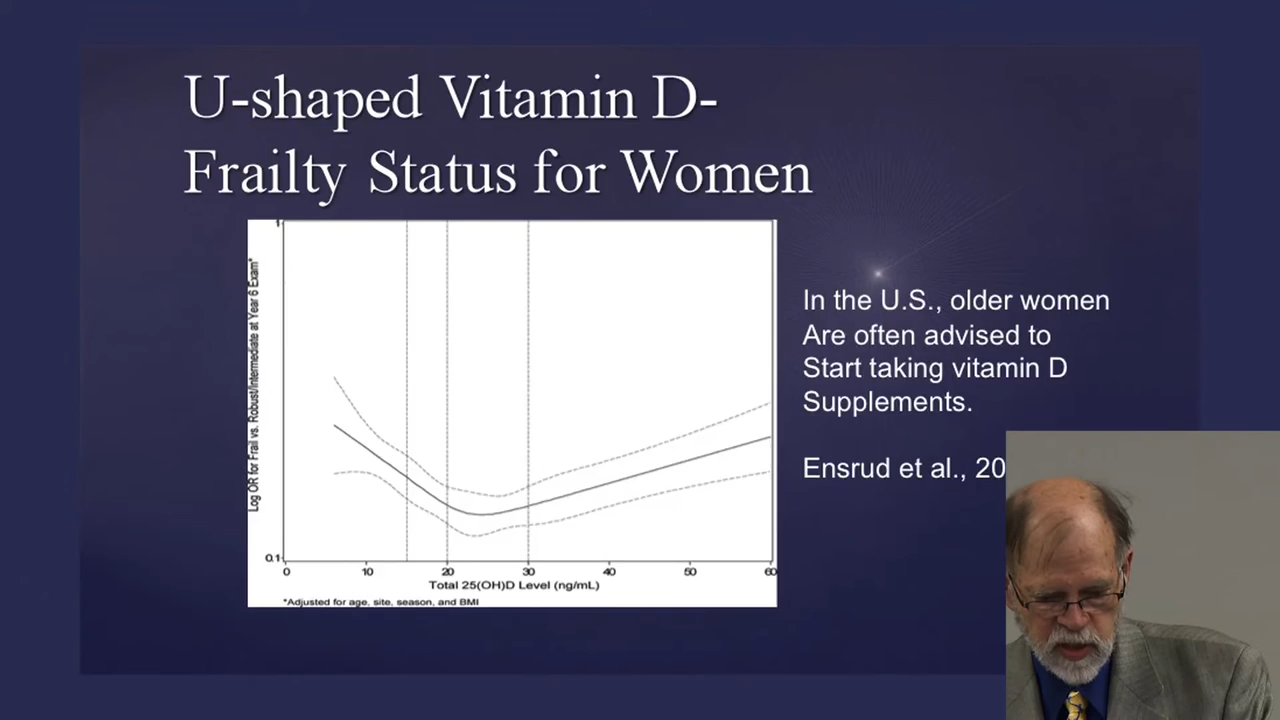 U-shaped Vitamin D-
Frailty Status for Women
1
Log OR for Frail vs. Robust/Intermediate at Year 6 Exam*
0.1
0 10 20 30 40 50 60
Total 25(OH)D Level (ng/mL)
*Adjusted for age, site, season, and BMI
In the U.S., older women
Are often advised to
Start taking vitamin D
Supplements.
Ensrud et al., 20